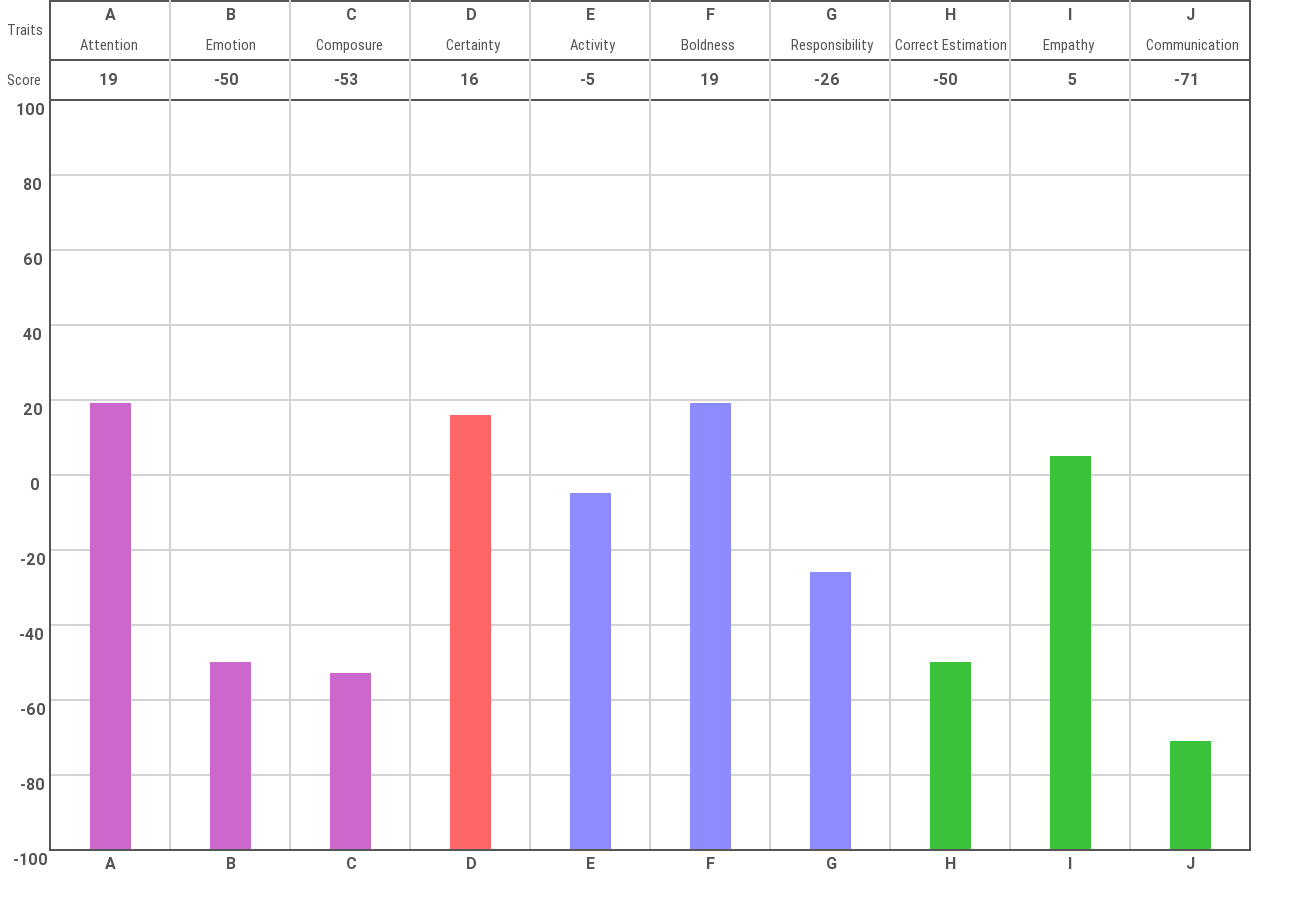 A B C D E F G H I J
Traits
Attention Emotion Composure Certainty Activity Boldness Responsibility Correct Estimation Empathy Communication
Score 19 -50 -53 16 -5 19 -26 -50 5 -71
100
80
60
40
20
0
-20
-40
-60
-80
-100
A B C D E F G H I J